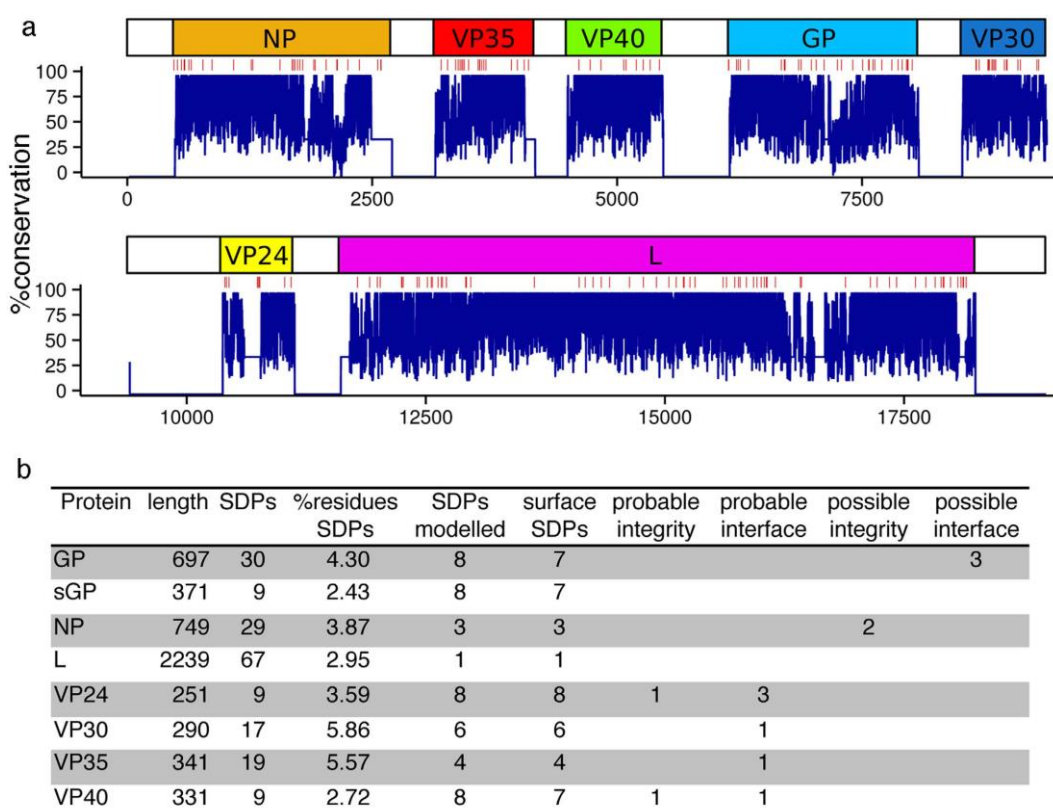 a
NP VP35 VP40 GP VP30
100
75
50
25
0
0 2500 5000 7500
%conservation
VP24 L
100
75
50
25
0
10000 12500 15000 17500
b
Protein length SDPs %residues SDPs surface probable probable possible possible
SDPs modelled SDPs integrity interface integrity interface
GP 697 30 4.30 8 7 3
sGP 371 9 2.43 8 7
NP 749 29 3.87 3 3 2
L 2239 67 2.95 1 1
VP24 251 9 3.59 8 8 1 3
VP30 290 17 5.86 6 6 1
VP35 341 19 5.57 4 4 1
VP40 331 9 2.72 8 7 1 1